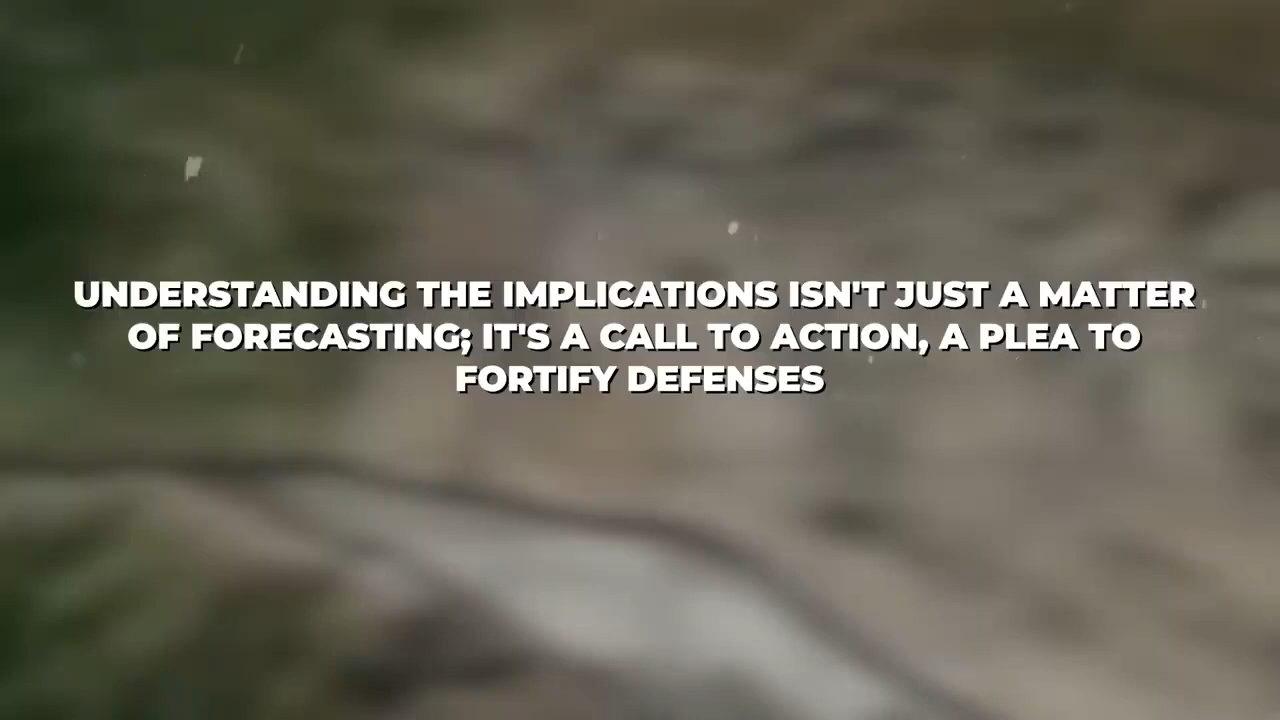 UNDERSTANDING THE IMPLICATIONS ISN'T JUST A MATTER
OF FORECASTING; IT'S A CALL TO ACTION, A PLEA TO
FORTIFY DEFENSES